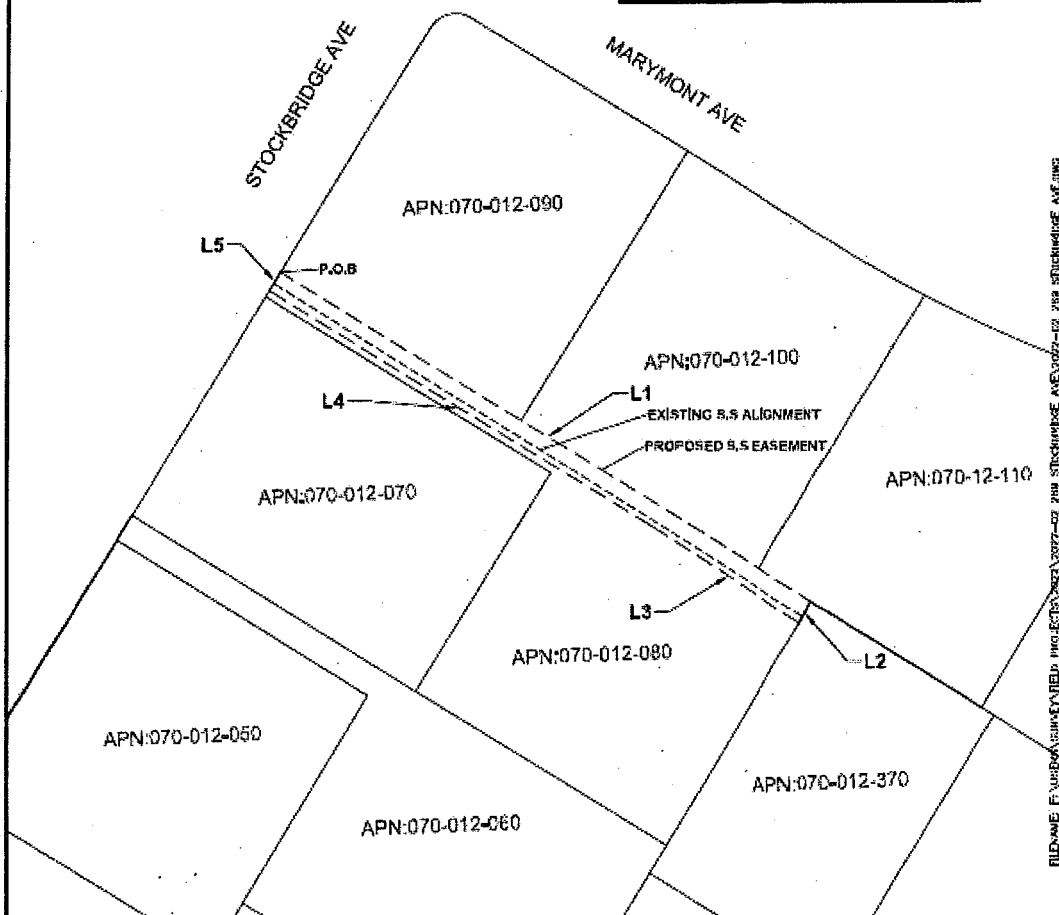 STOCKBRIDGE AVE
MARYMONT AVE
APN:070-012-090
L5
P.O.B
APN:070-012-100
L1
L4
EXISTING S.S ALIGNMENT
PROPOSED S.S EASEMENT
APN:070-12-110
APN:070-012-070
L3
APN:070-012-080
L2
APN:070-012-050
APN:070-012-370
APN:070-012-060
FILENAME: